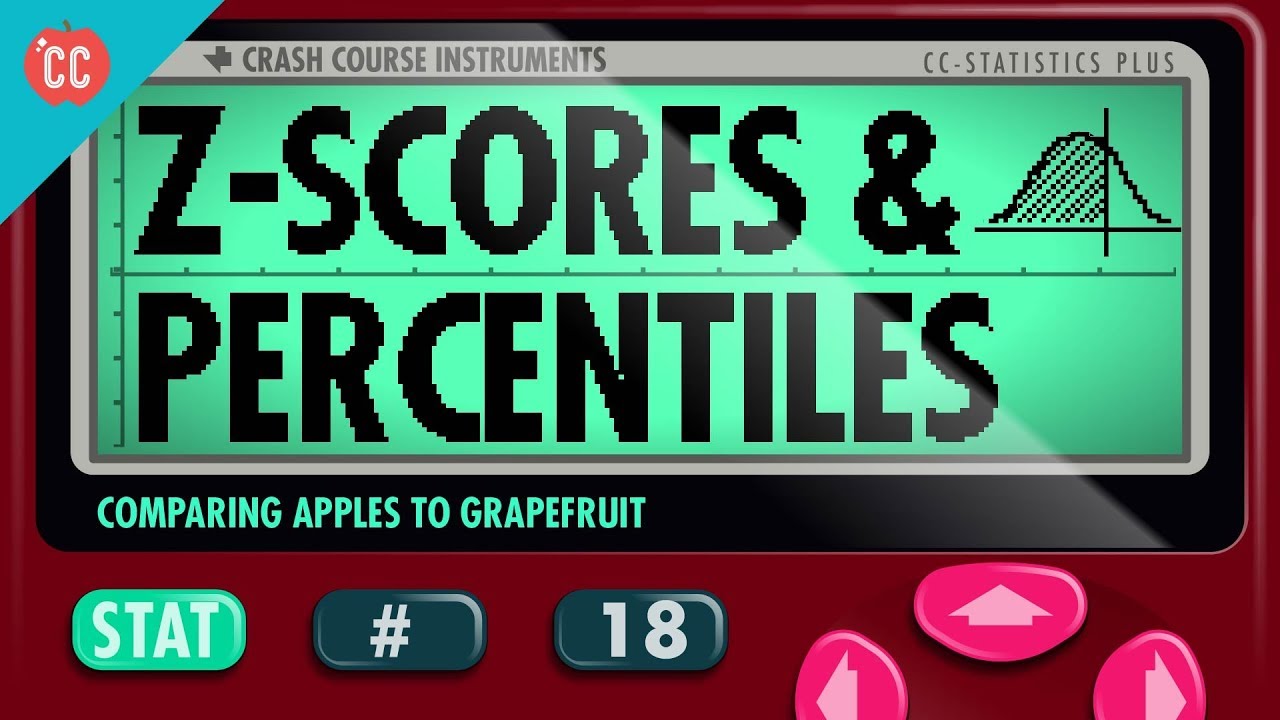 CC
CRASH COURSE INSTRUMENTS
CC-STATISTICS PLUS
Z-SCORES &
PERCENTILES
COMPARING APPLES TO GRAPEFRUIT
STAT
#
18